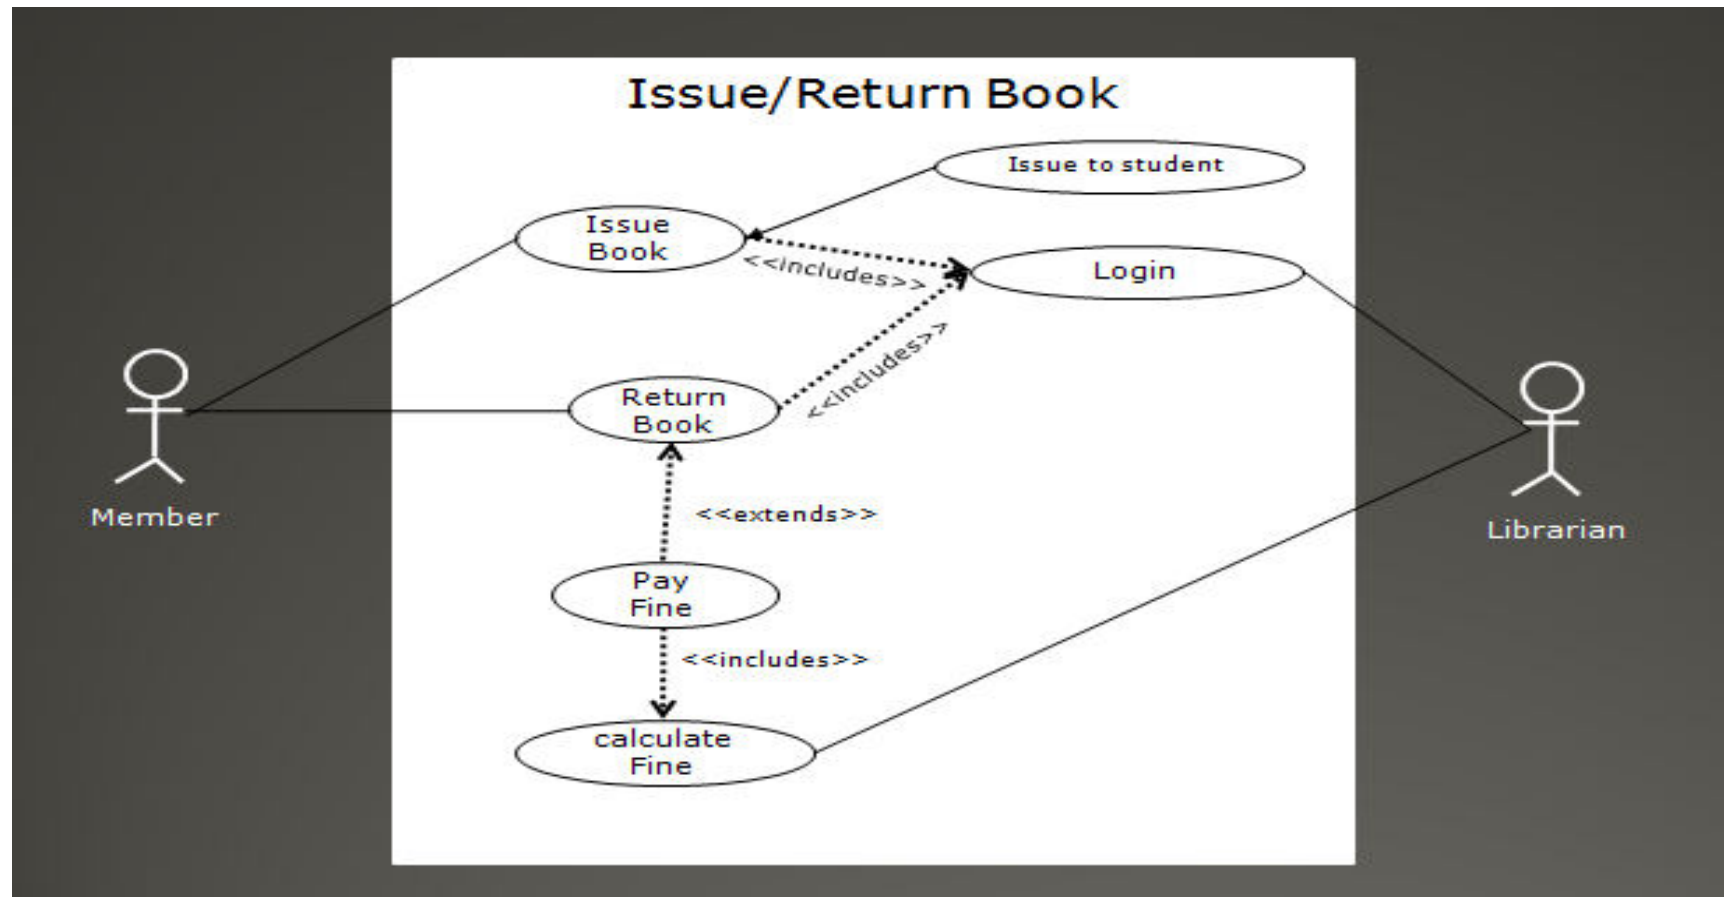 Issue/Return Book
Issue to student
Issue
Book
<<includes>>
Login
<<includes>>
Return
Book
Member
<<extends>>
Librarian
Pay
Fine
<<includes>>
calculate
Fine